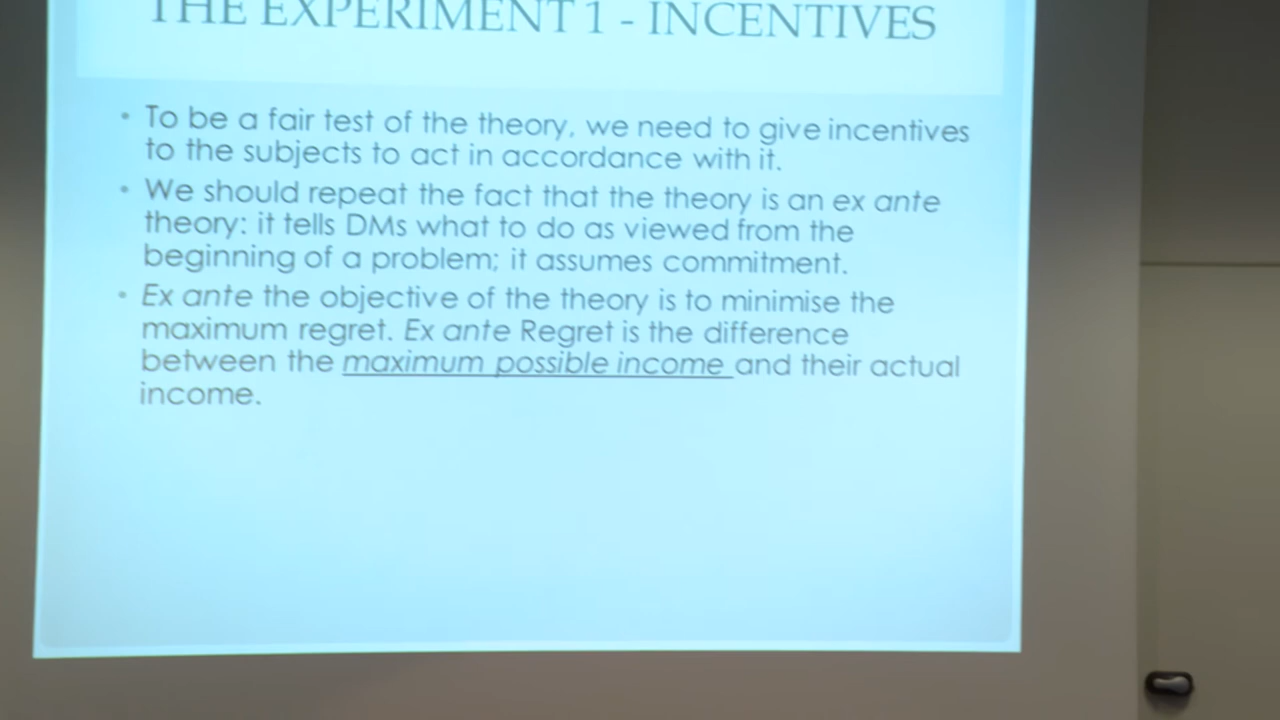 THE EXPERIMENT 1 - INCENTIVES
• To be a fair test of the theory, we need to give incentives
to the subjects to act in accordance with it.
• We should repeat the fact that the theory is an ex ante
theory: it tells DMs what to do as viewed from the
beginning of a problem; it assumes commitment.
• Ex ante the objective of the theory is to minimise the
maximum regret. Ex ante Regret is the difference
between the maximum possible income and their actual
income.